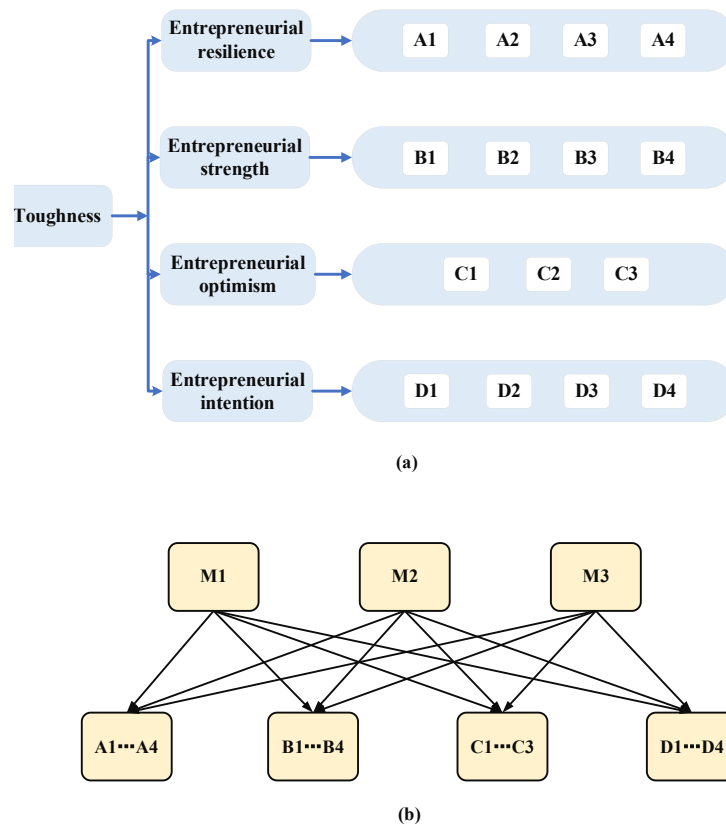 Entrepreneurial
resilience
A1 A2 A3 A4
Entrepreneurial
strength
B1 B2 B3 B4
Toughness
Entrepreneurial
optimism
C1 C2 C3
Entrepreneurial
intention
D1 D2 D3 D4
(a)
M1 M2 M3
A1···A4 B1···B4 C1···C3 D1···D4
(b)